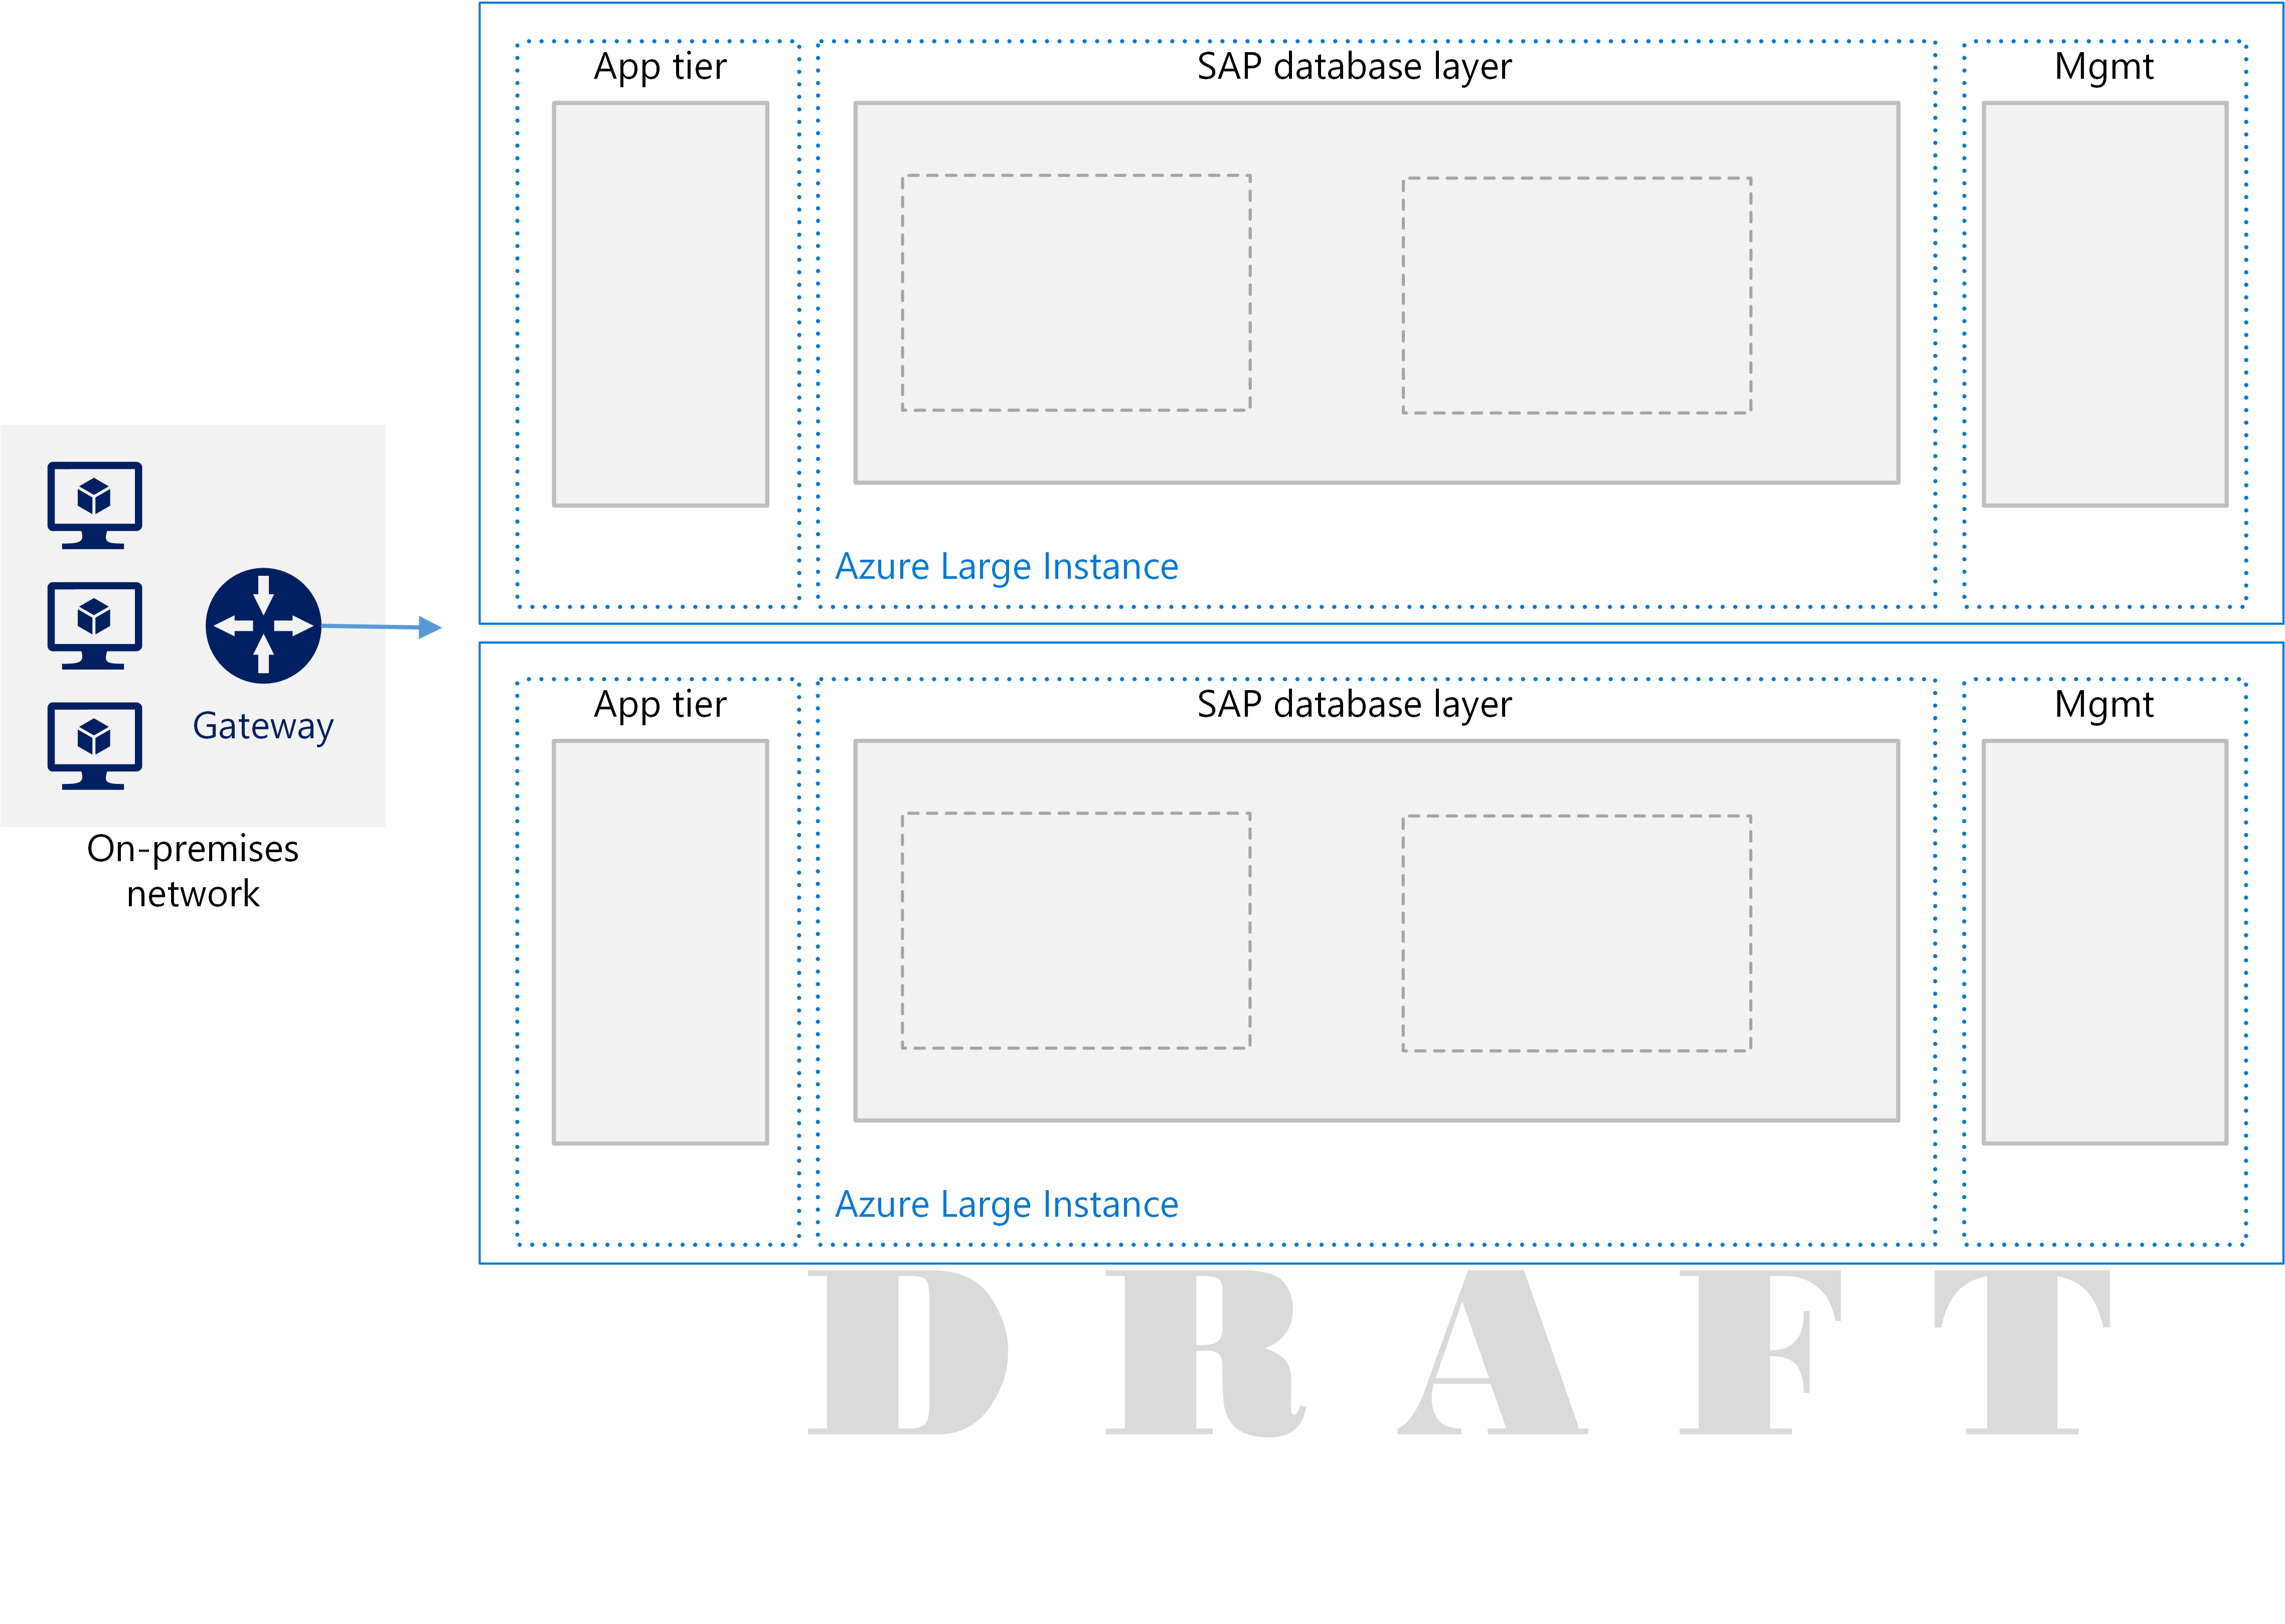 App tier
SAP database layer
Mgmt
Azure Large Instance
Gateway
On-premises
network
App tier
SAP database layer
Mgmt
Azure Large Instance
DRAFT